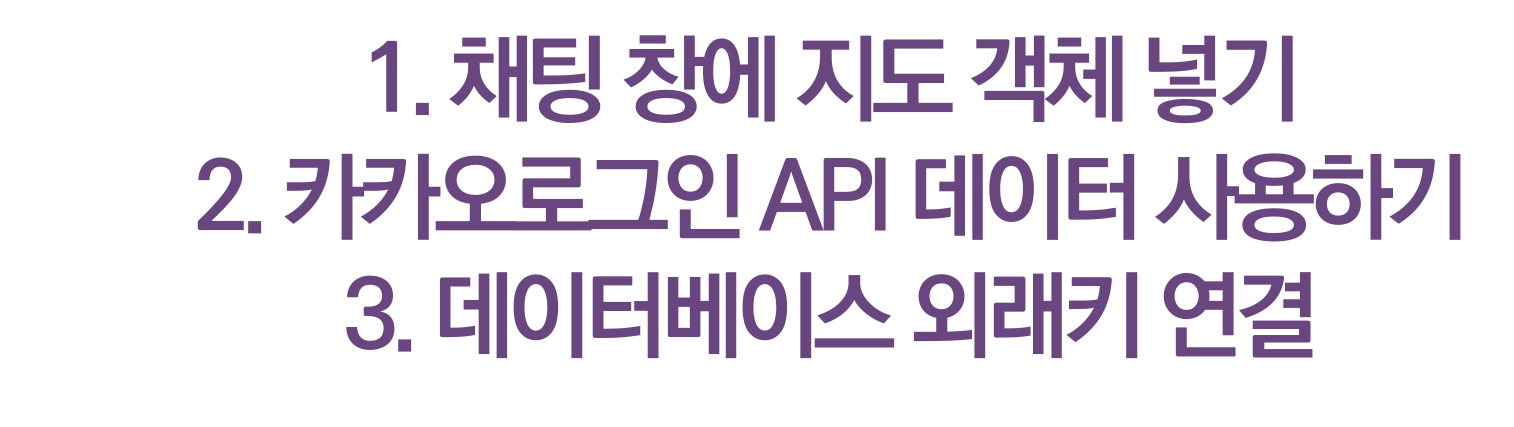 1. 채팅 창에 지도 객체 넣기
2. 카카오로그인 API 데이터 사용하기
3. 데이터베이스 외래키 연결